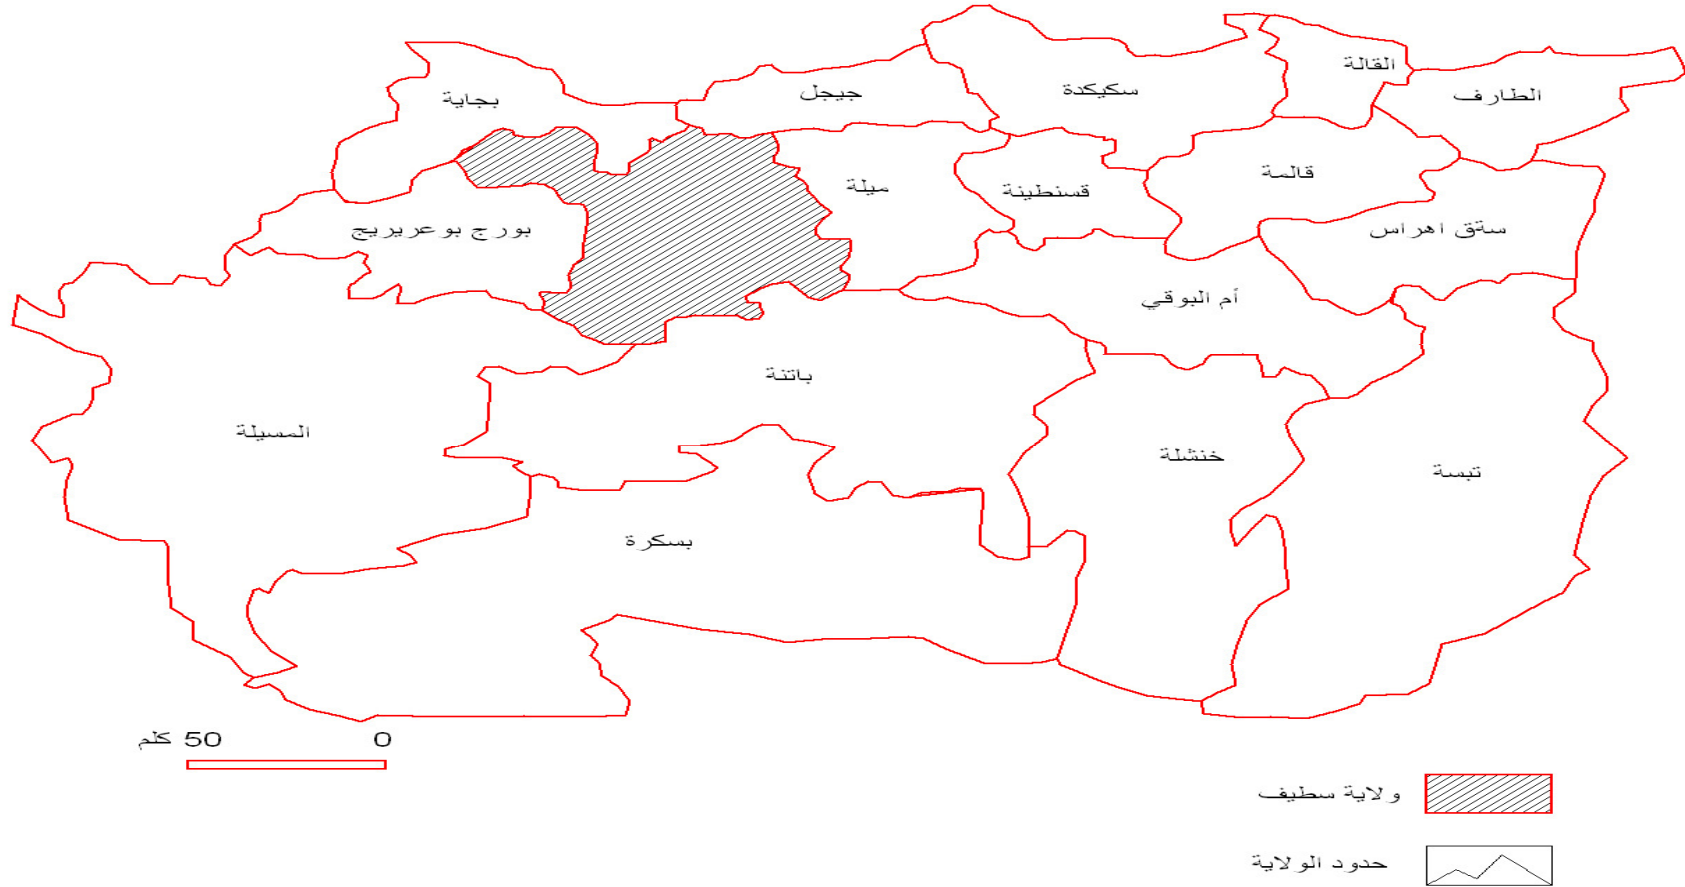 القالة
سكيكدة
جيجل
بجاية
الطارف
قالمة
ميلة
قسنطينة
سةق اهراس
بورج بوعريريج
أم البوقي
باتنة
المسيلة
خنشلة
تبسة
بسكرة
50 كلم
0
ولاية سطيف
حدود الولاية